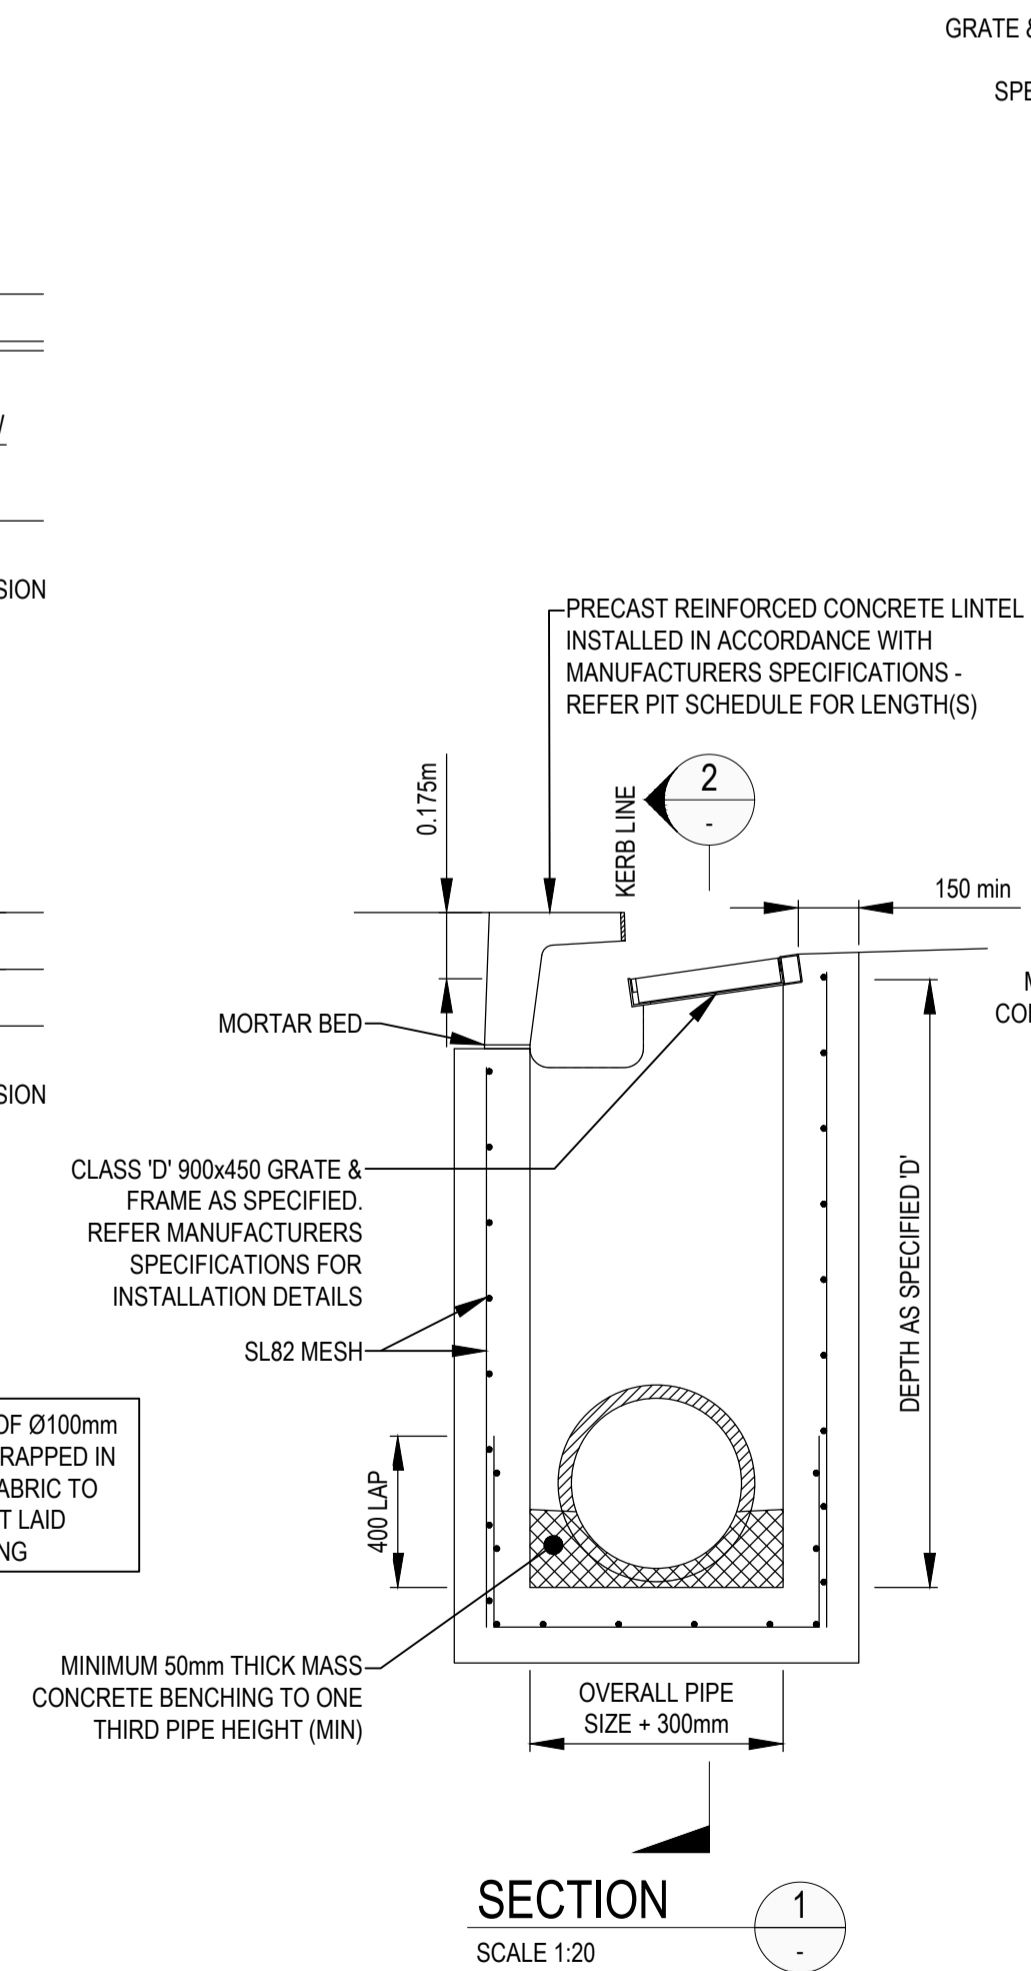 GRATE &
SPE
SION
PRECAST REINFORCED CONCRETE LINTEL
INSTALLED IN ACCORDANCE WITH
MANUFACTURERS SPECIFICATIONS -
REFER PIT SCHEDULE FOR LENGTH(S)
0.175m
KERB LINE
2
-
150 min
MORTAR BED
M
CON
SION
CLASS 'D' 900x450 GRATE &
FRAME AS SPECIFIED.
REFER MANUFACTURERS
SPECIFICATIONS FOR
INSTALLATION DETAILS
SL82 MESH
DEPTH AS SPECIFIED 'D'
OF Ø100mm
RAPPED IN
ABRIC TO
T LAID
NG
400 LAP
MINIMUM 50mm THICK MASS
CONCRETE BENCHING TO ONE
THIRD PIPE HEIGHT (MIN)
OVERALL PIPE
SIZE + 300mm
SECTION
SCALE 1:20
1
-